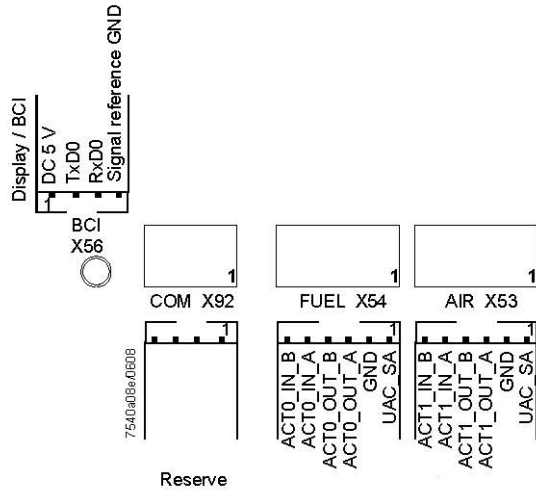 Display / BCI
DC 5 V
TxD0
RxD0
Signal reference GND
1
BCI
X56
1
COM X92
1
FUEL X54
1
AIR X53
1
1
1
7540a08e/0608
ACT0_IN_B
ACT0_IN_A
ACT0_OUT_B
ACT0_OUT_A
GND
UAC_SA
ACT1_IN_B
ACT1_IN_A
ACT1_OUT_B
ACT1_OUT_A
GND
UAC_SA
Reserve